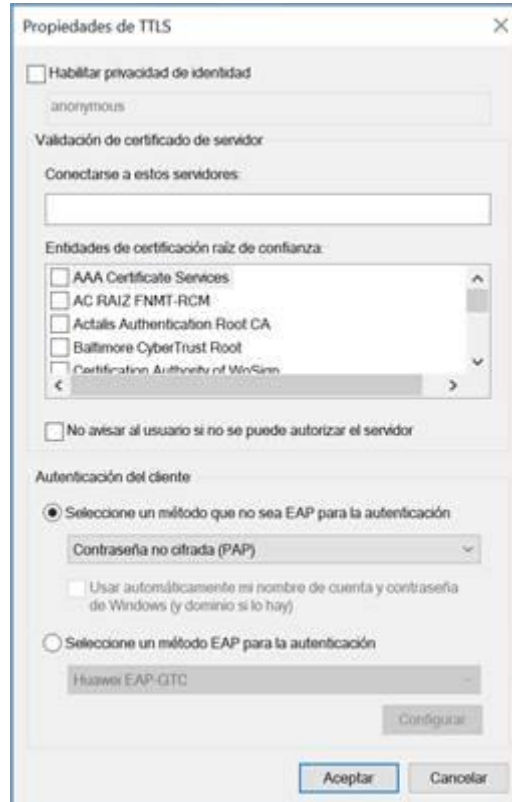 Propiedades de TTLS
Habilitar privacidad de identidad
anonymous
Validación de certificado de servidor
Conectarse a estos servidores:
Entidades de certificación raíz de confianza:
AAA Certificate Services
AC RAIZ FNMT-RCM
Actalis Authentication Root CA
Baltimore CyberTrust Root
Certification Authority of WoSign
No avisar al usuario si no se puede autorizar el servidor
Autenticación del cliente
Seleccione un método que no sea EAP para la autenticación
Contraseña no cifrada (PAP)
Usar automáticamente mi nombre de cuenta y contraseña
de Windows (y dominio si lo hay)
Seleccione un método EAP para la autenticación
Huawei EAP-GTC
Configurar
Aceptar
Cancelar